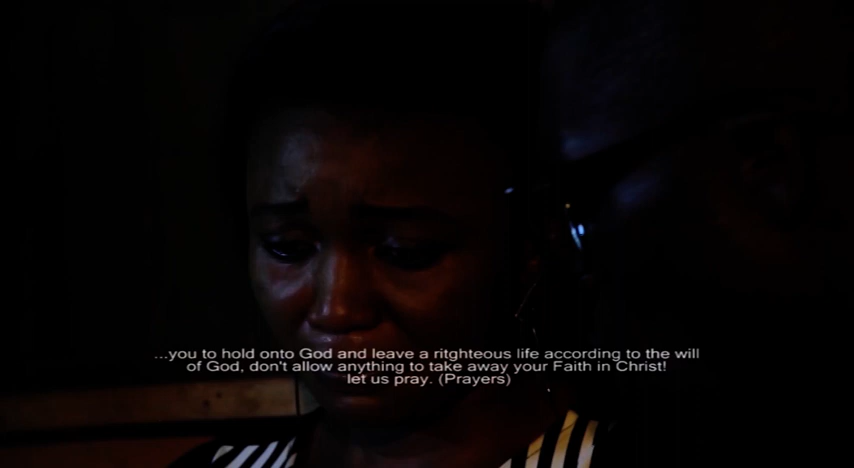 ...you to hold onto God and leave a ritghteous life according to the will
of God, don't allow anything to take away your Faith in Christ!
let us pray. (Prayers)